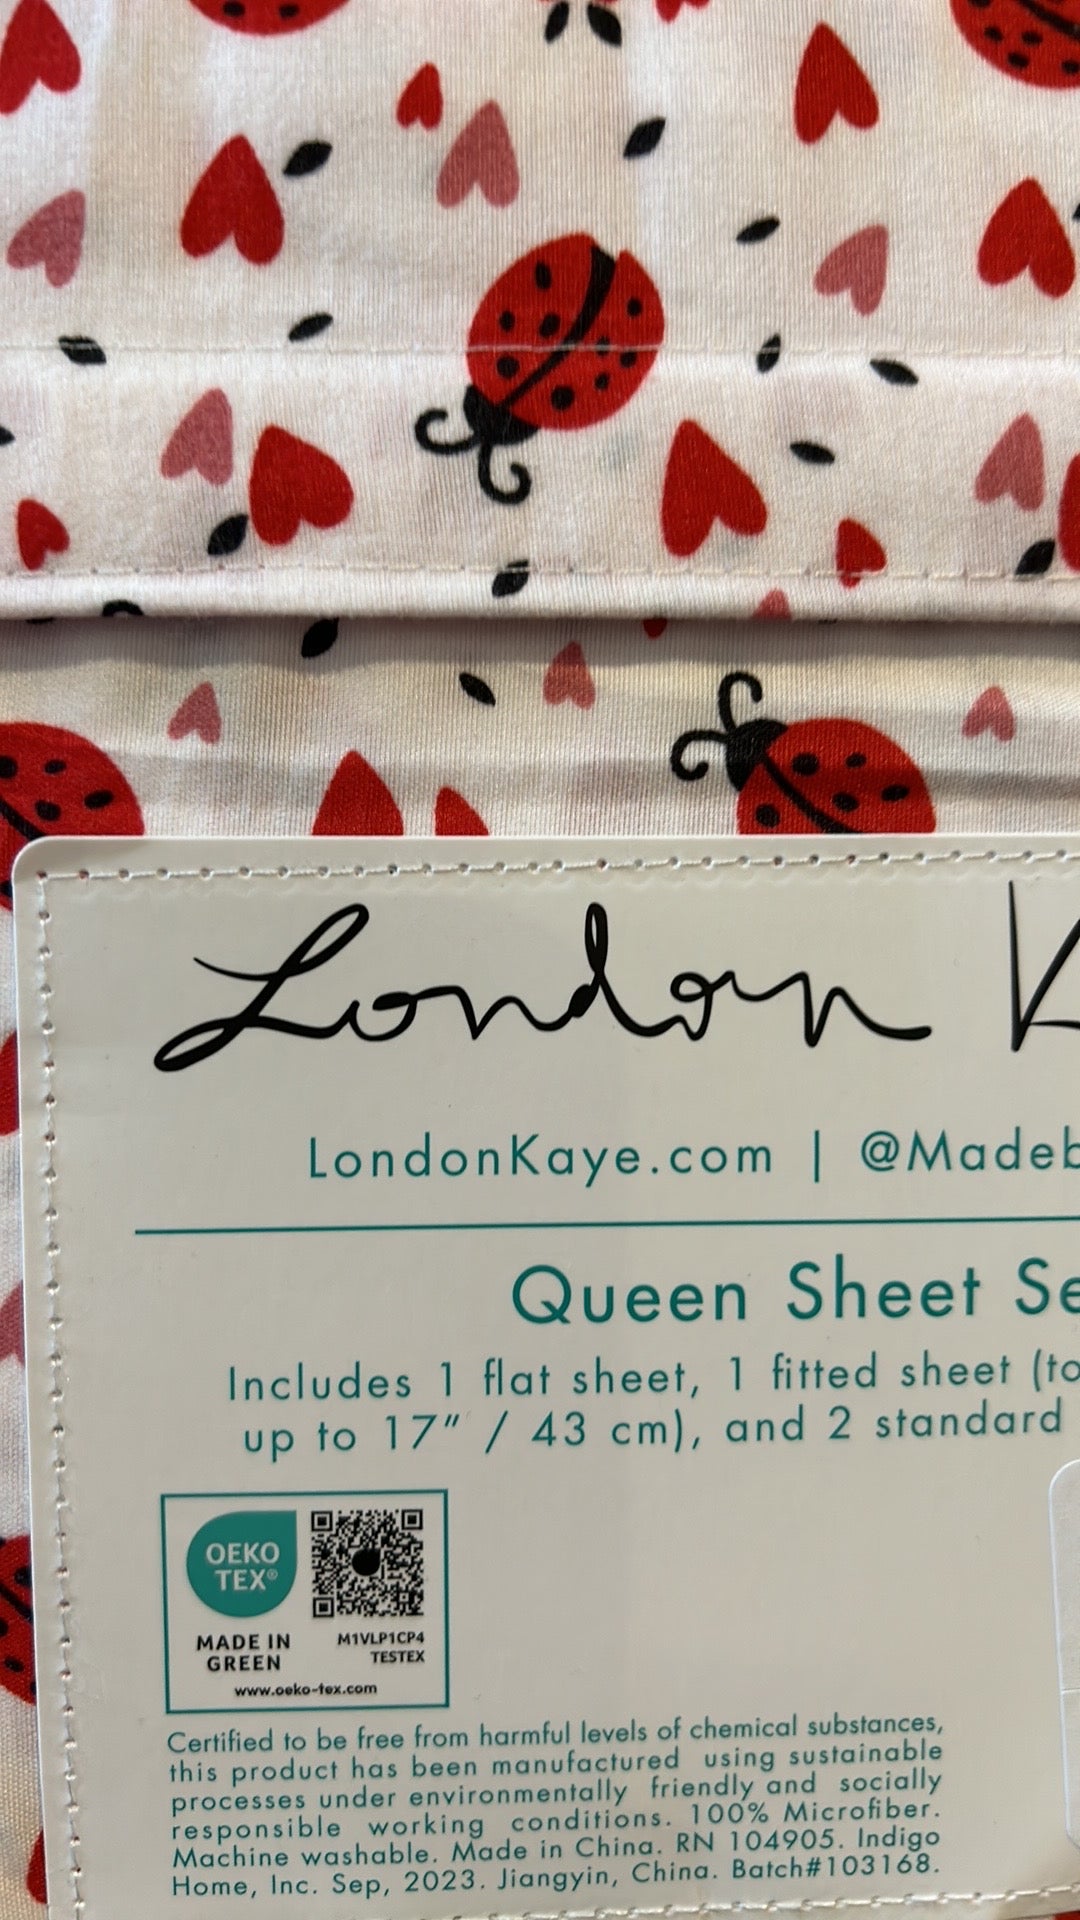 London K
LondonKaye.com | @Madeb
Queen Sheet Se
Includes 1 flat sheet, 1 fitted sheet (to
up to 17" / 43 cm), and 2 standard
OEKO
TEX®
MADE IN
GREEN
M1VLP1CP4
TESTEX
www.oeko-tex.com
Certified to be free from harmful levels of chemical substances,
this product has been manufactured using sustainable
processes under environmentally friendly and socially
responsible working conditions. 100% Microfiber.
Machine washable. Made in China. RN 104905. Indigo
Home, Inc. Sep, 2023. Jiangyin, China. Batch#103168.